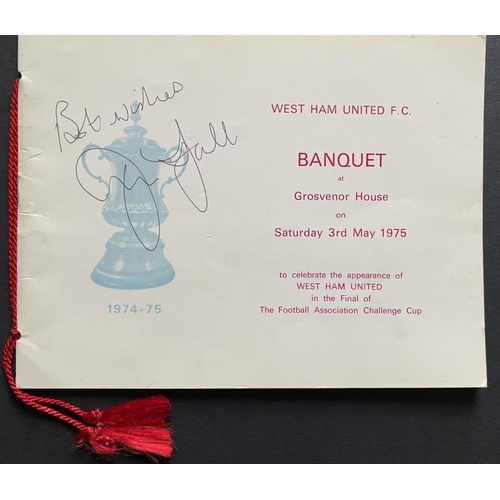 Best wishes
1974-75
WEST HAM UNITED F.C.
BANQUET
at
Grosvenor House
on
Saturday 3rd May 1975
to celebrate the appearance of
WEST HAM UNITED
in the Final of
The Football Association Challenge Cup